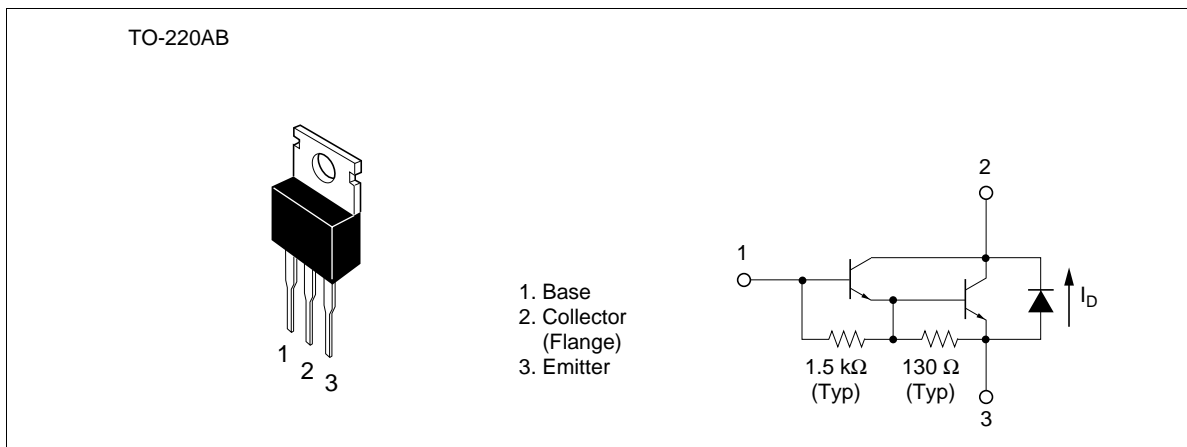 TO-220AB
1
2
3
1. Base
2. Collector
(Flange)
3. Emitter
2
1
I_D
1.5 kΩ
(Typ)
130 Ω
(Typ)
3